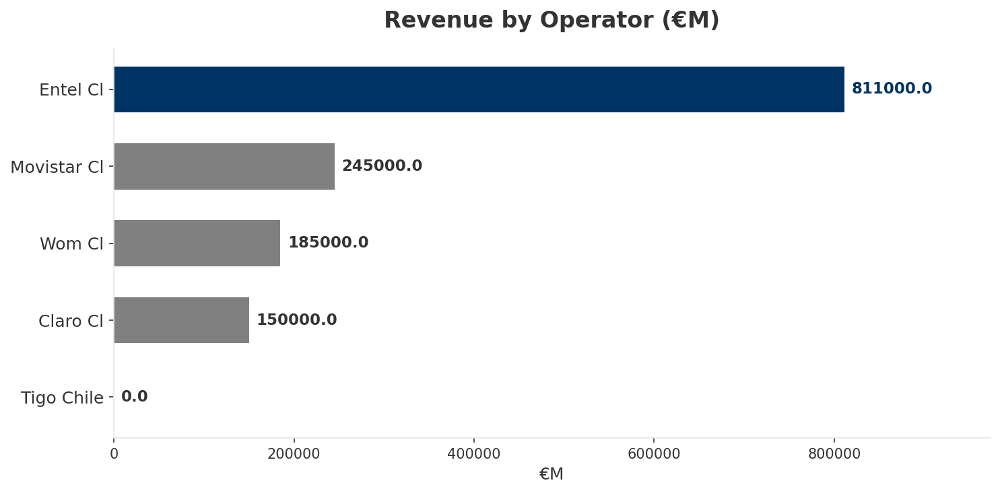 Revenue by Operator (€M)
Entel Cl
811000.0
Movistar Cl
245000.0
Wom Cl
185000.0
Claro Cl
150000.0
Tigo Chile
0.0
0
200000
400000
600000
800000
€M